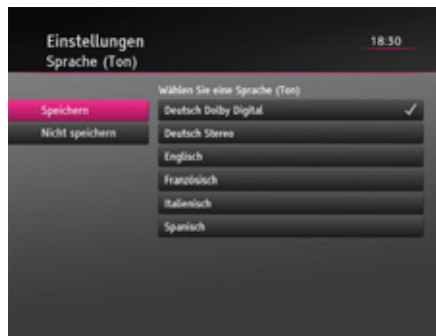 Einstellungen
18:30
Sprache (Ton)
Wählen Sie eine Sprache (Ton)
Speichern
Deutsch Dolby Digital
Nicht speichern
Deutsch Stereo
Englisch
Französisch
Italienisch
Spanisch